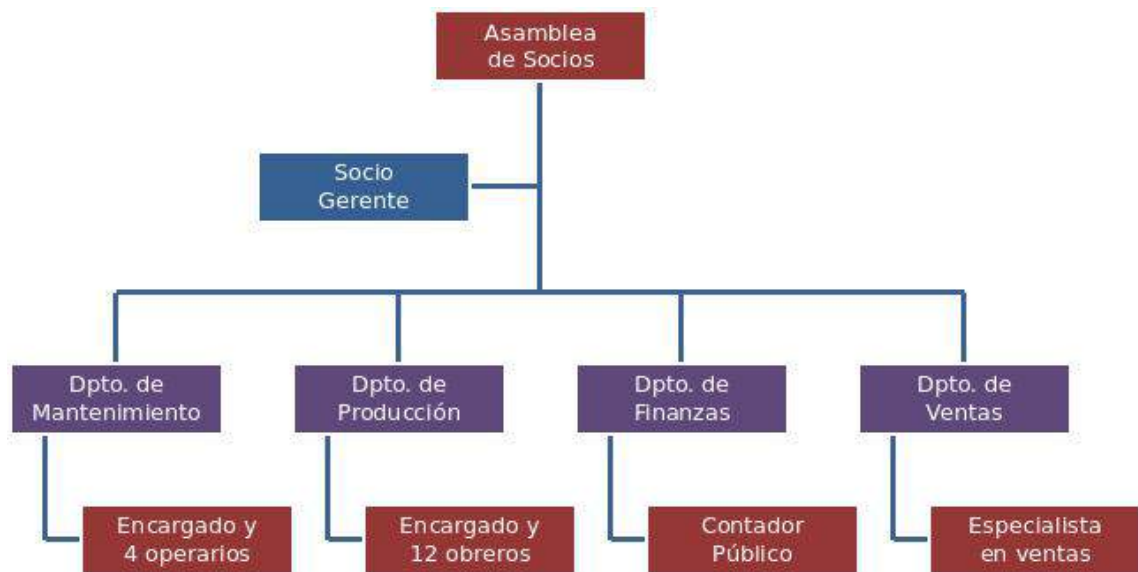 Asamblea
de Socios
Socio
Gerente
Dpto. de
Mantenimiento
Dpto. de
Producción
Dpto. de
Finanzas
Dpto. de
Ventas
Encargado y
4 operarios
Encargado y
12 obreros
Contador
Público
Especialista
en ventas